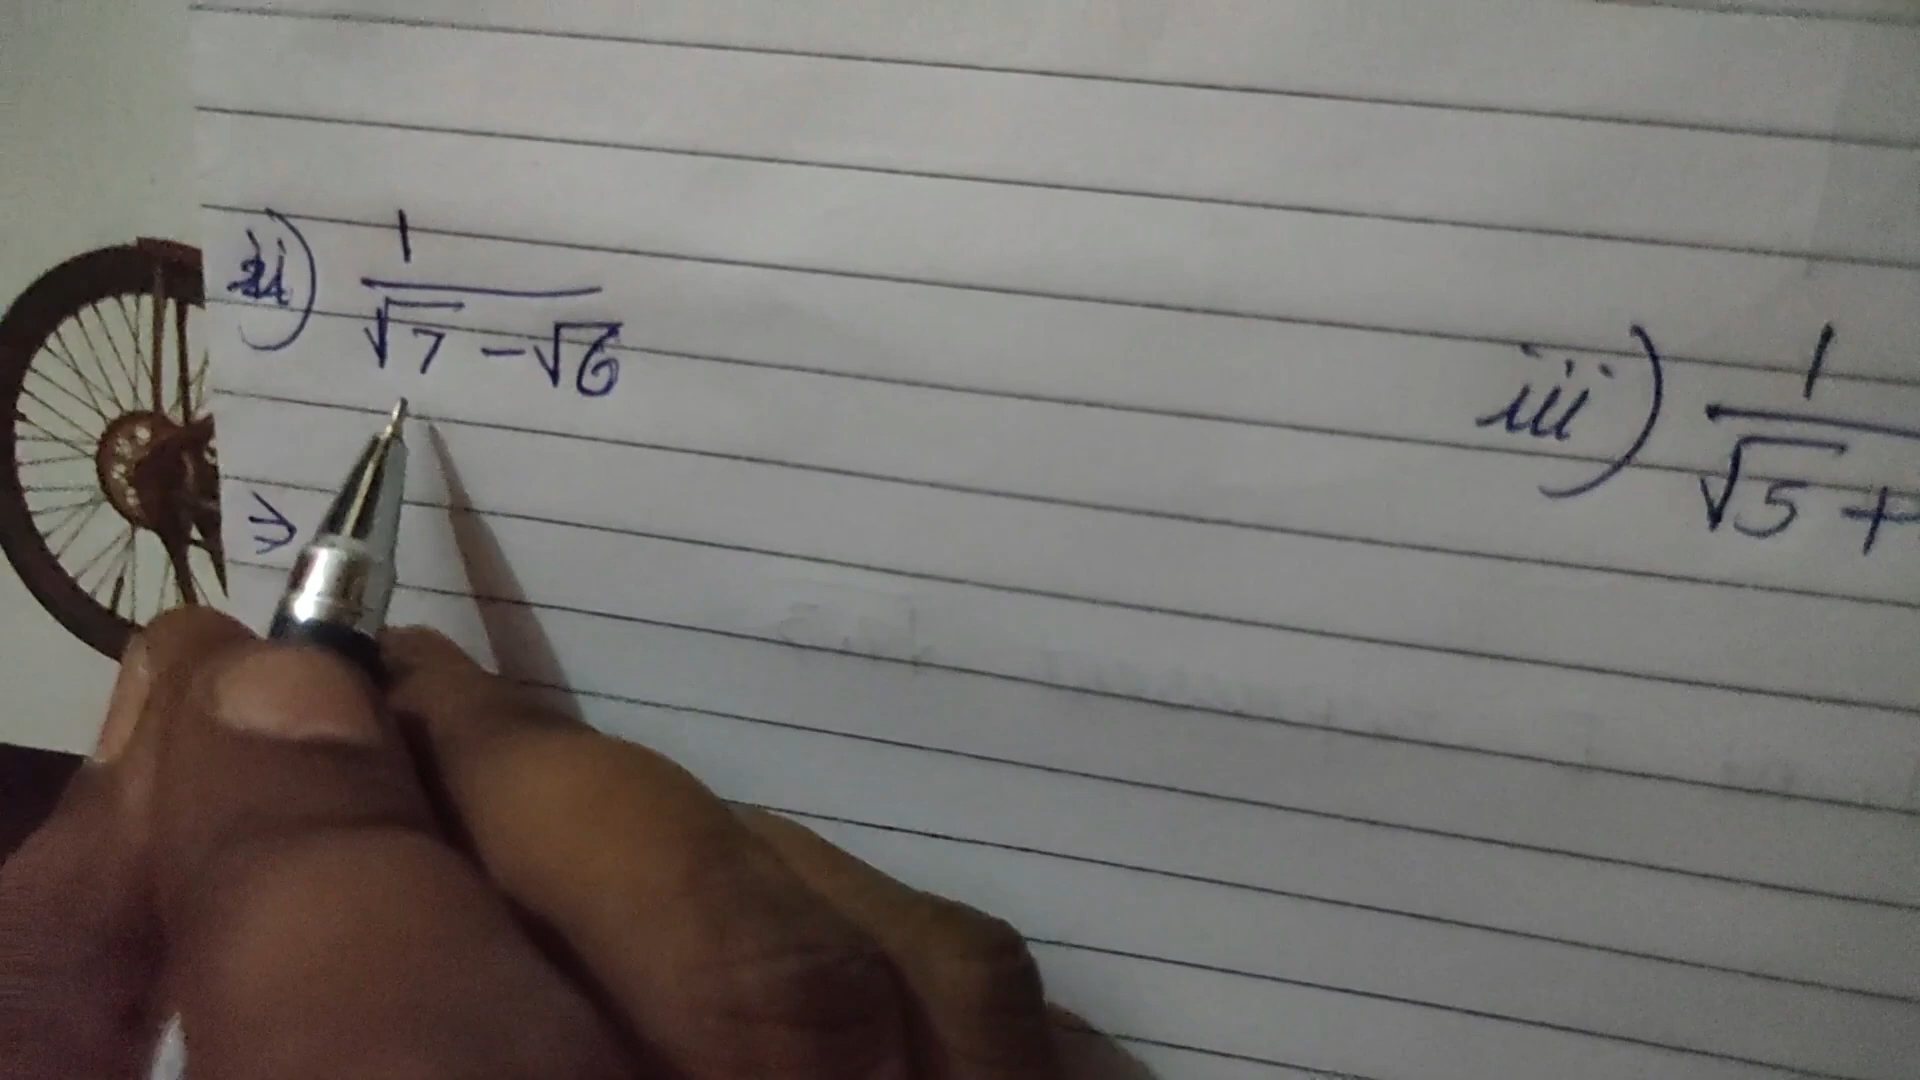 ii) 1/(√7 - √6)
iii) 1/(√5 +
⇒